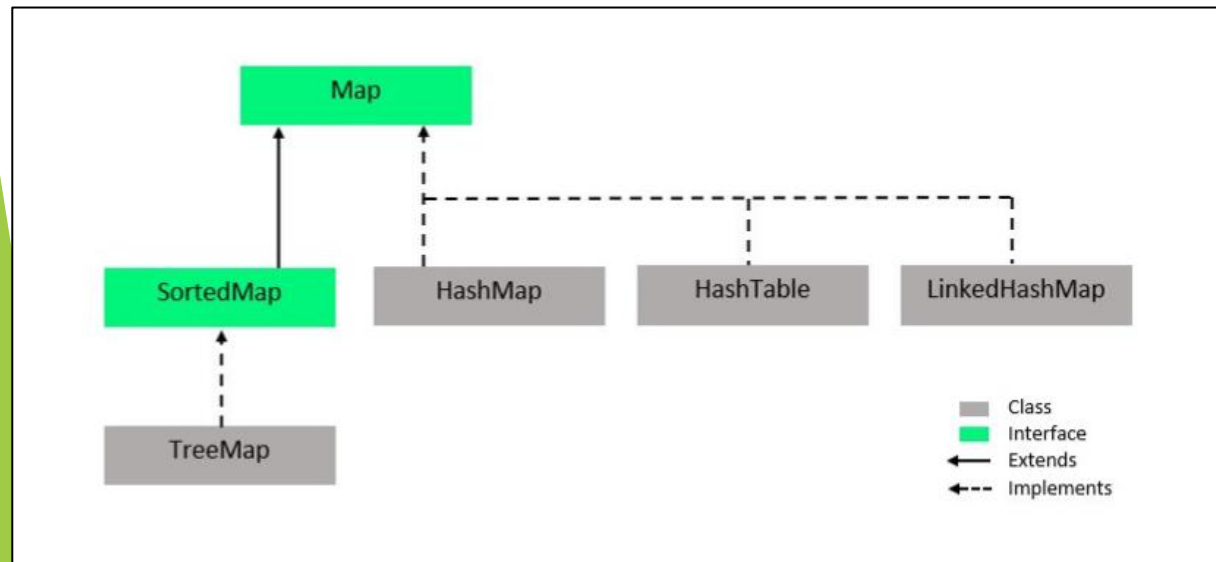 Map
SortedMap
HashMap
HashTable
LinkedHashMap
TreeMap
Class
Interface
Extends
Implements